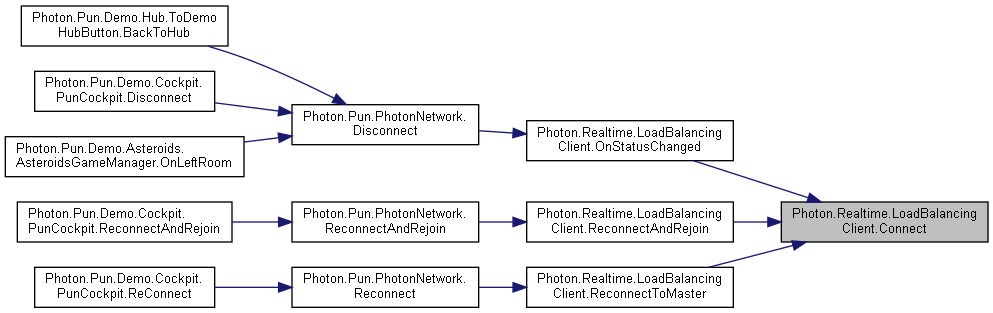 Photon.Pun.Demo.Hub.ToDemo
HubButton.BackToHub
Photon.Pun.Demo.Cockpit.
PunCockpit.Disconnect
Photon.Pun.Demo.Asteroids.
AsteroidsGameManager.OnLeftRoom
Photon.Pun.PhotonNetwork.
Disconnect
Photon.Realtime.LoadBalancing
Client.OnStatusChanged
Photon.Pun.Demo.Cockpit.
PunCockpit.ReconnectAndRejoin
Photon.Pun.PhotonNetwork.
ReconnectAndRejoin
Photon.Realtime.LoadBalancing
Client.ReconnectAndRejoin
Photon.Realtime.LoadBalancing
Client.Connect
Photon.Pun.Demo.Cockpit.
PunCockpit.ReConnect
Photon.Pun.PhotonNetwork.
Reconnect
Photon.Realtime.LoadBalancing
Client.ReconnectToMaster